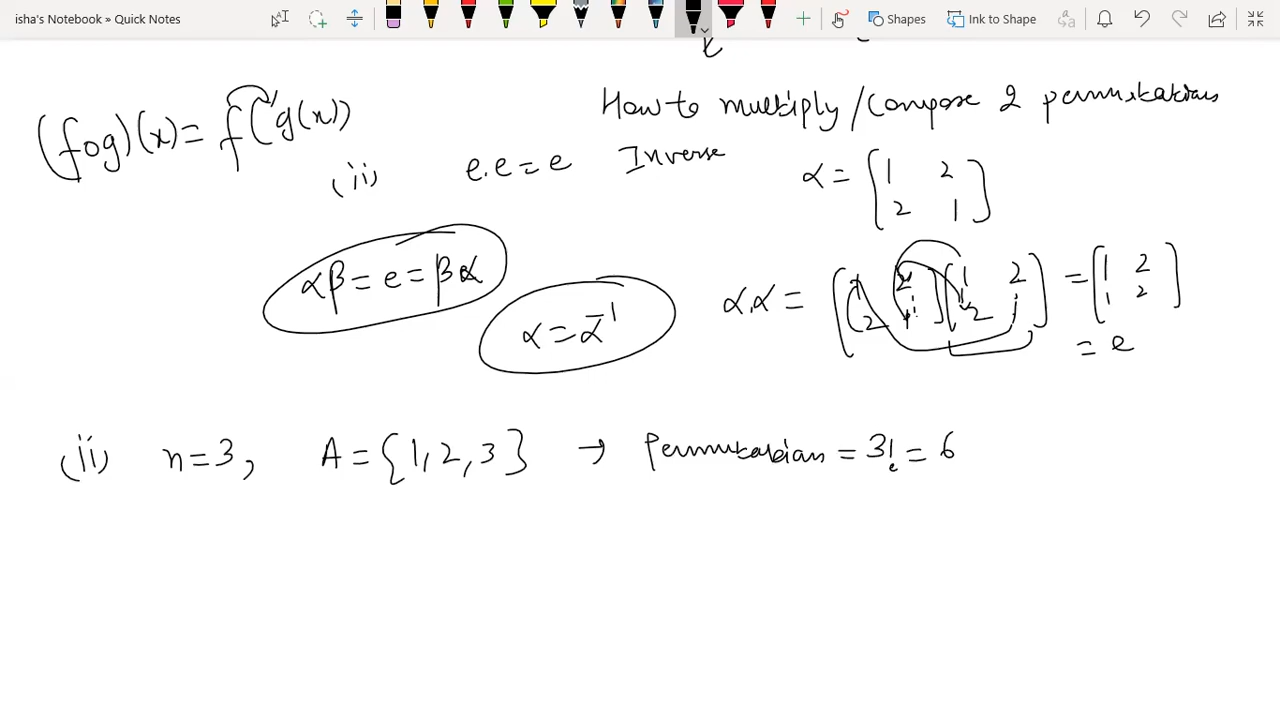 isha's Notebook » Quick Notes
Shapes Ink to Shape
(fog)(x) = f(g(x))
How to multiply / compose 2 permutations
(ii) e.e = e Inverse
α = [1 2
2 1]
αβ = e = βα
α = α⁻¹
α.α = [1 2 [1 2 = [1 2
2 1] 2 1] 1 2]
= e
(ii) n = 3, A = {1, 2, 3} → Permutation = 3! = 6